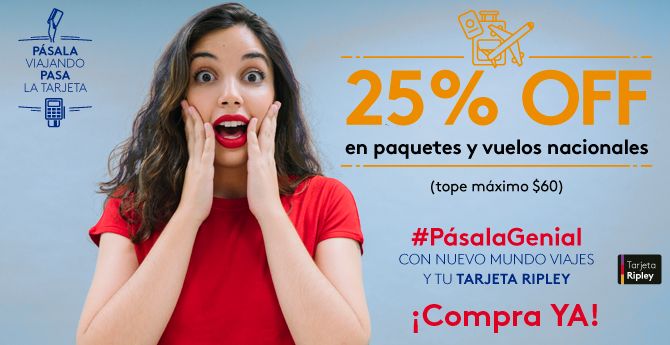 PÁSALA
VIAJANDO
PASA
LA TARJETA
25% OFF
en paquetes y vuelos nacionales
(tope máximo $60)
#PásalaGenial
CON NUEVO MUNDO VIAJES
Y TU TARJETA RIPLEY
Tarjeta
Ripley
¡Compra YA!